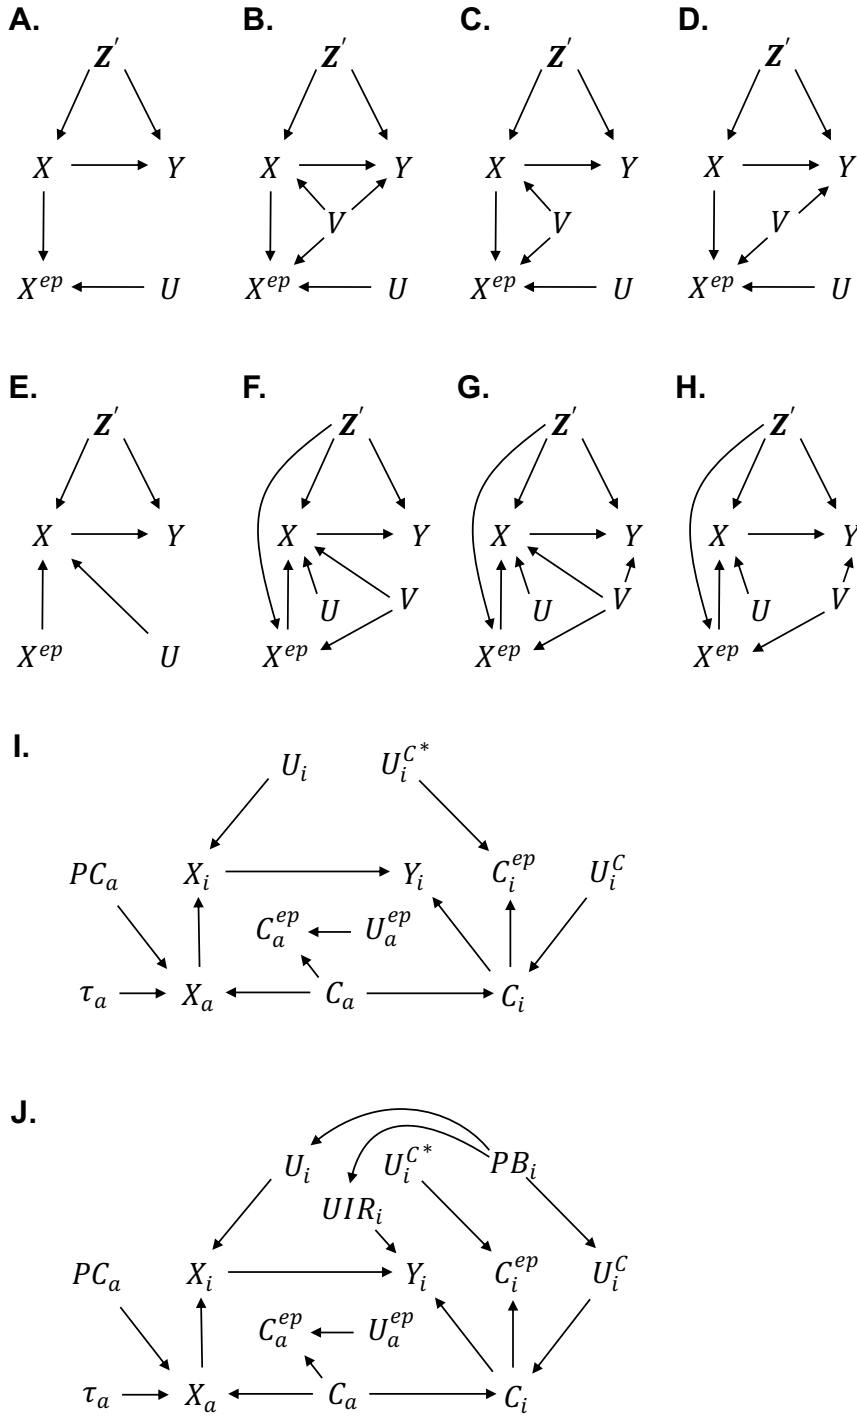 A. B. C. D.
Z′ Z′ Z′ Z′
X Y X Y X Y X Y
V V V
X^ep U X^ep U X^ep U X^ep U
E. F. G. H.
Z′ Z′ Z′ Z′
X Y X Y X Y X Y
U V U V U V
X^ep U X^ep X^ep X^ep
I.
U_i U_i^C*
PC_a X_i Y_i C_i^ep U_i^C
C_a^ep U_a^ep
τ_a X_a C_a C_i
J.
U_i U_i^C* PB_i
UIR_i
PC_a X_i Y_i C_i^ep U_i^C
C_a^ep U_a^ep
τ_a X_a C_a C_i